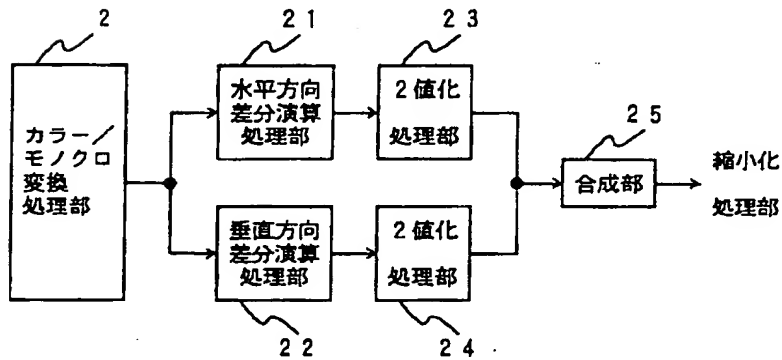 2
カラー／
モノクロ
変換
処理部
21
水平方向
差分演算
処理部
23
2値化
処理部
垂直方向
差分演算
処理部
22
2値化
処理部
24
25
合成部
縮小化
処理部